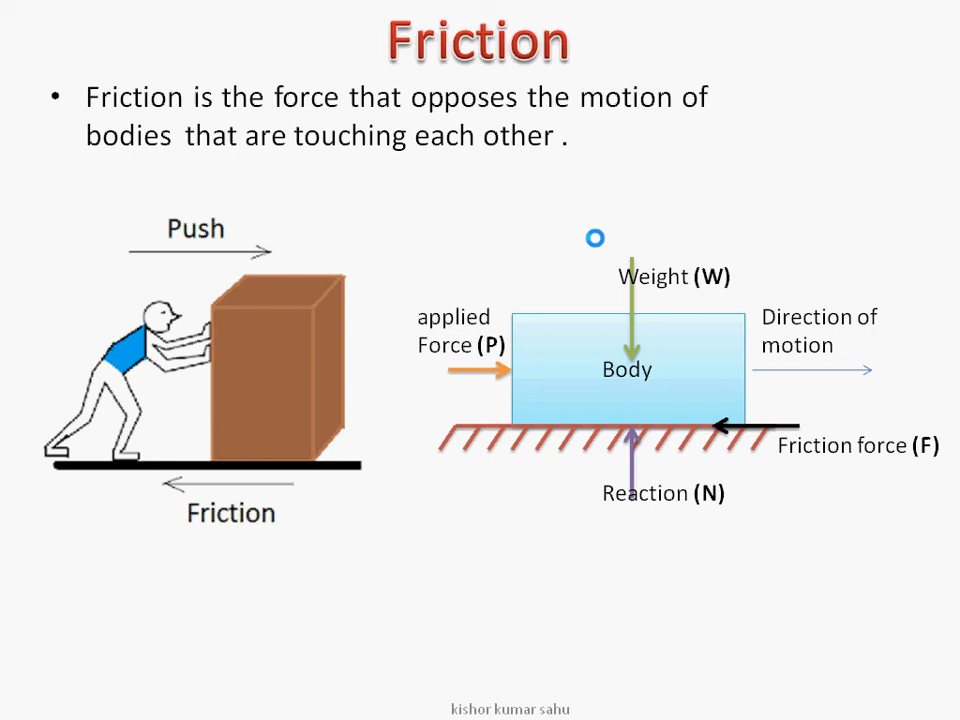 Friction
• Friction is the force that opposes the motion of
bodies that are touching each other .
Push
Friction
Weight (W)
applied
Force (P)
Body
Direction of
motion
Friction force (F)
Reaction (N)
kishor kumar sahu